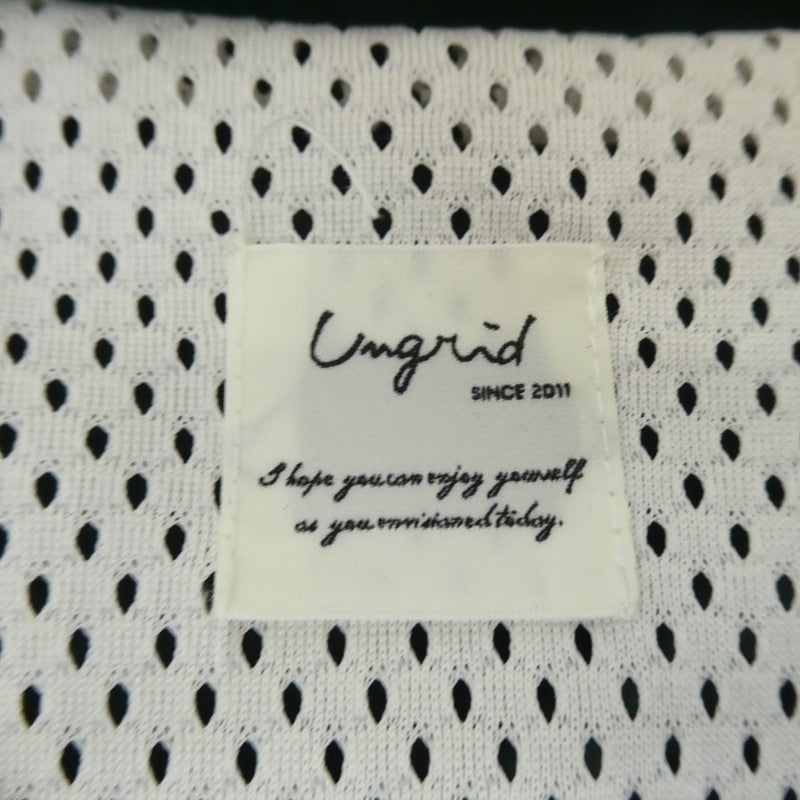 Ungrid
SINCE 2011
I hope you can enjoy yourself
as you envisioned today.